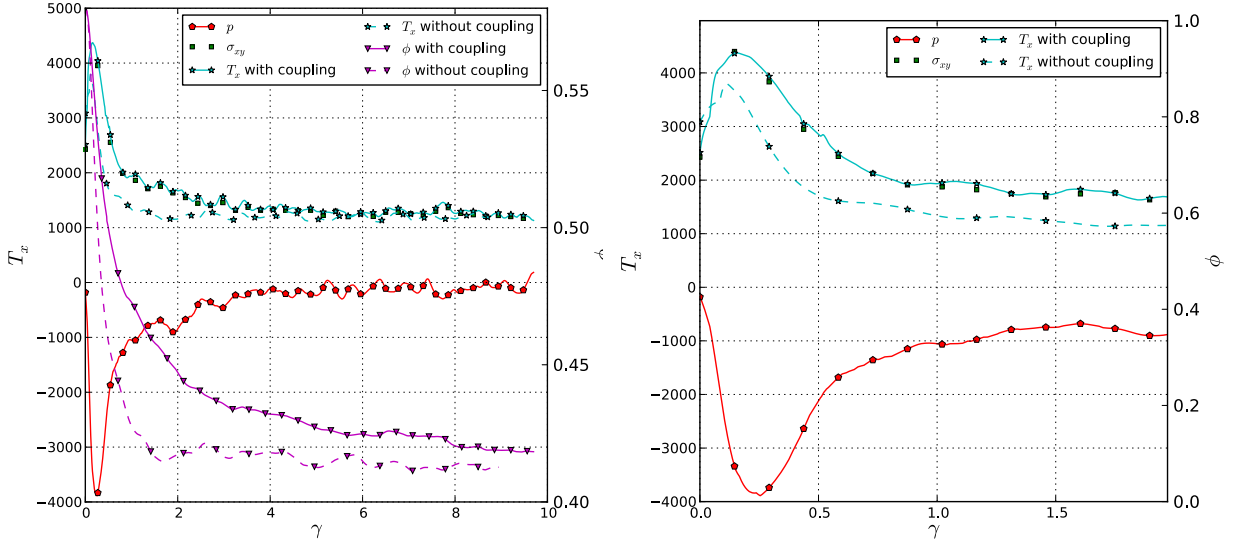 p
σxy
Tx with coupling
Tx without coupling
ϕ with coupling
ϕ without coupling
5000
4000
3000
2000
1000
0
−1000
−2000
−3000
−4000
Tx
0 2 4 6 8 10
γ
0.55
0.50
0.45
0.40
p
σxy
Tx with coupling
Tx without coupling
4000
3000
2000
1000
0
−1000
−2000
−3000
−4000
Tx
0.0 0.5 1.0 1.5
γ
1.0
0.8
0.6
0.4
0.2
0.0
ϕ